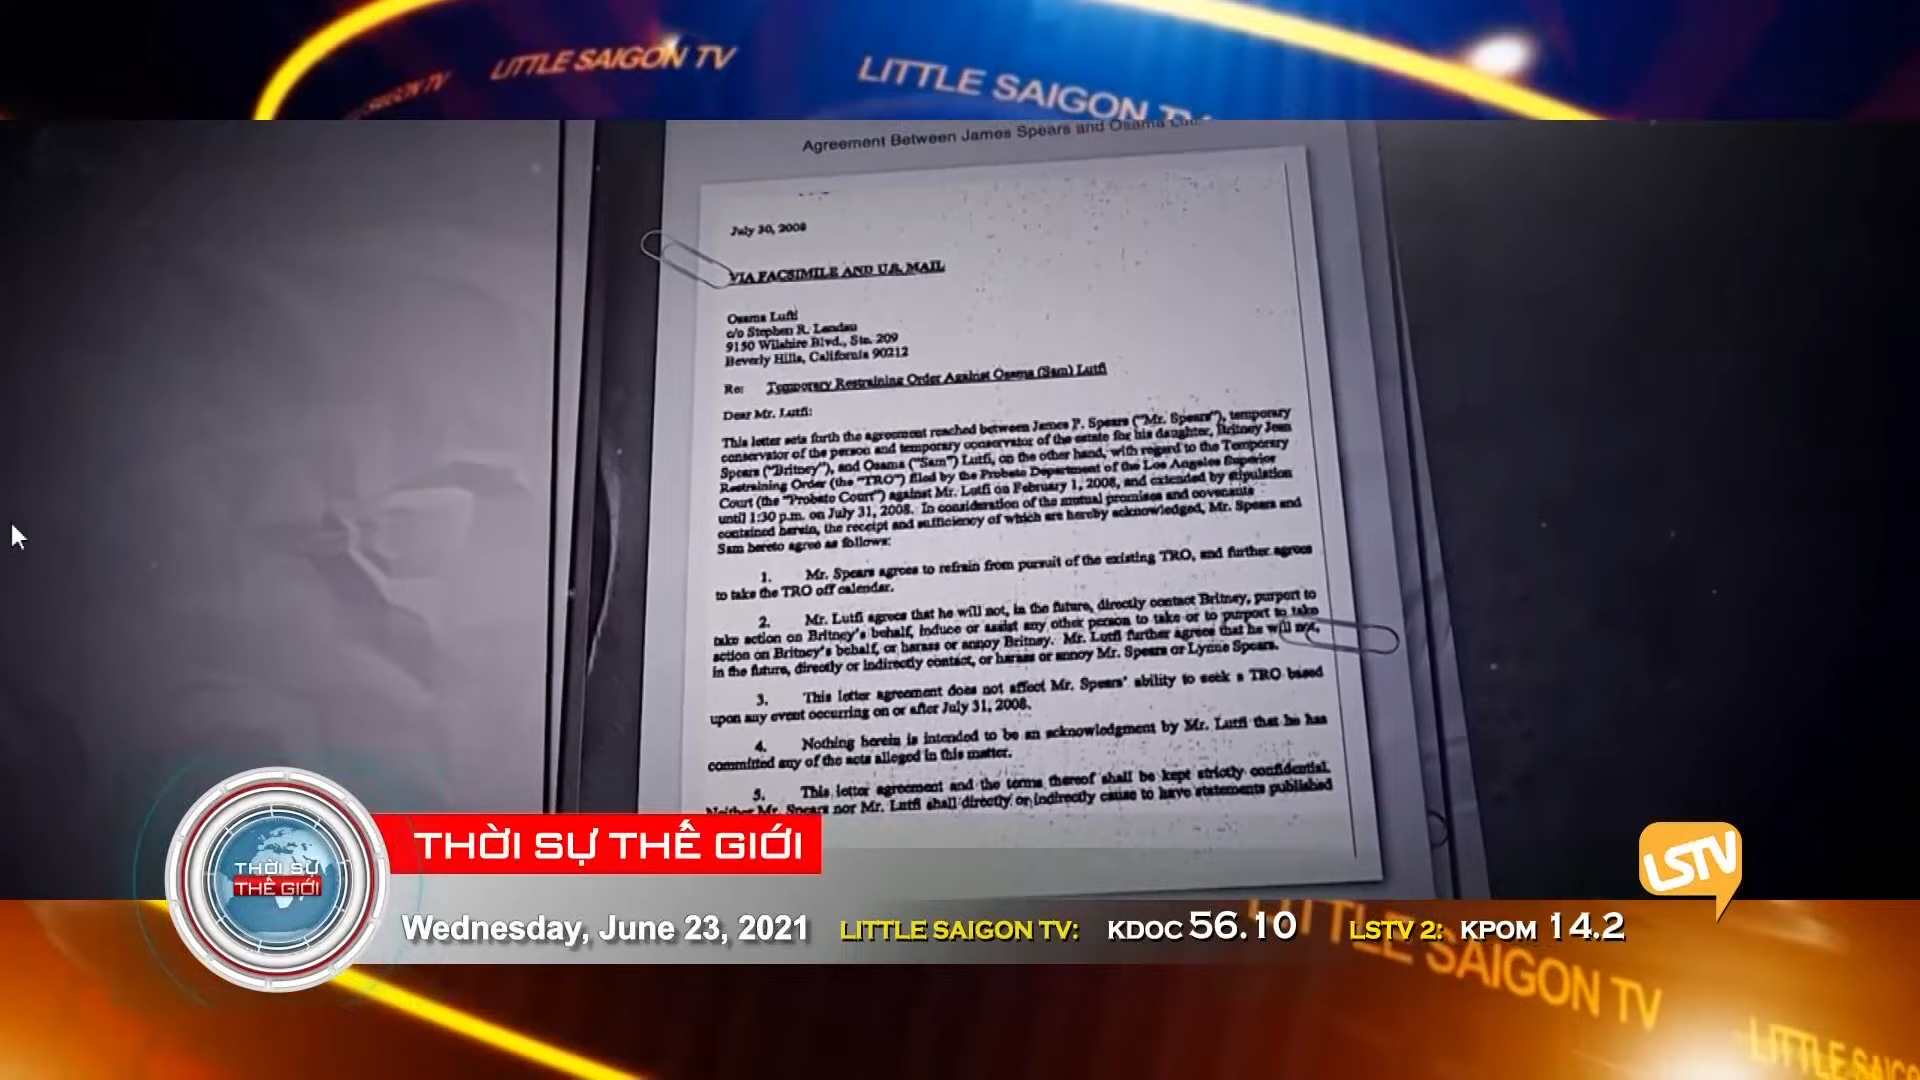 SAIGON TV
LITTLE SAIGON TV
LITTLE SAIGON TV
Agreement Between James Spears and Osama
July 30, 2008
VIA FACSIMILE AND U.S. MAIL
Osama Lutfi
c/o Stephen R. Landau
9150 Wilshire Blvd., Ste. 209
Beverly Hills, California 90212
Re: Temporary Restraining Order Against Osama (Sam) Lutfi
Dear Mr. Lutfi:
This letter sets forth the agreement reached between James P. Spears ("Mr. Spears"), temporary
conservator of the person and temporary conservator of the estate for his daughter, Britney Jean
Spears ("Britney"), and Osama ("Sam") Lutfi, on the other hand, with regard to the Temporary
Restraining Order (the "TRO") filed by the Probate Department of the Los Angeles Superior
Court (the "Probate Court") against Mr. Lutfi on February 1, 2008, and extended by stipulation
until 1:30 p.m. on July 31, 2008. In consideration of the mutual promises and covenants
contained herein, the receipt and sufficiency of which are hereby acknowledged, Mr. Spears and
Sam hereto agree as follows:
1. Mr. Spears agrees to refrain from pursuit of the existing TRO, and further agrees
to take the TRO off calendar.
2. Mr. Lutfi agrees that he will not, in the future, directly contact Britney, purport to
take action on Britney's behalf, induce or assist any other person to take or to purport to take
action on Britney's behalf, or harass or annoy Britney. Mr. Lutfi further agrees that he will not,
in the future, directly or indirectly contact, or harass or annoy Mr. Spears or Lynne Spears.
3. This letter agreement does not affect Mr. Spears' ability to seek a TRO based
upon any event occurring on or after July 31, 2008.
4. Nothing herein is intended to be an acknowledgment by Mr. Lutfi that he has
committed any of the acts alleged in this matter.
5. This letter agreement and the terms thereof shall be kept strictly confidential.
Neither Mr. Spears nor Mr. Lutfi shall directly or indirectly cause to have statements published
THỜI SỰ THẾ GIỚI
THỜI SỰ
THẾ GIỚI
LSTV
Wednesday, June 23, 2021 LITTLE SAIGON TV: KDOC 56.10 LSTV 2: KPOM 14.2
LITTLE SAIGON TV
LITTLE SAIGO